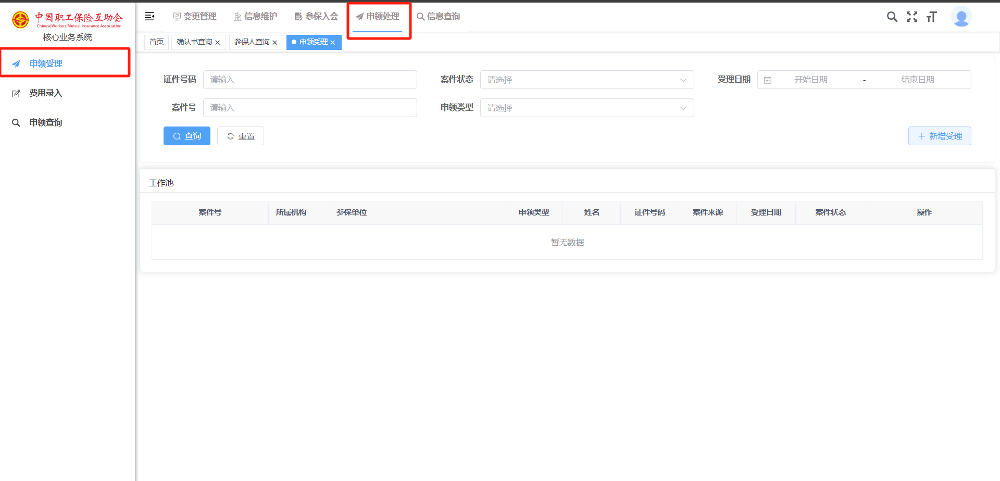 中国职工保险互助会
ChineseWorkers'Mutual Insurance Association
核心业务系统
申领受理
费用录入
申领查询
变更管理 信息维护 参保入会 申领处理 信息查询
首页 确认书查询 × 参保人查询 × 申领受理 ×
证件号码 请输入 案件状态 请选择 受理日期 开始日期 - 结束日期
案件号 请输入 申领类型 请选择
查询 重置 + 新增受理
工作池
案件号 所属机构 参保单位 申领类型 姓名 证件号码 案件来源 受理日期 案件状态 操作
暂无数据